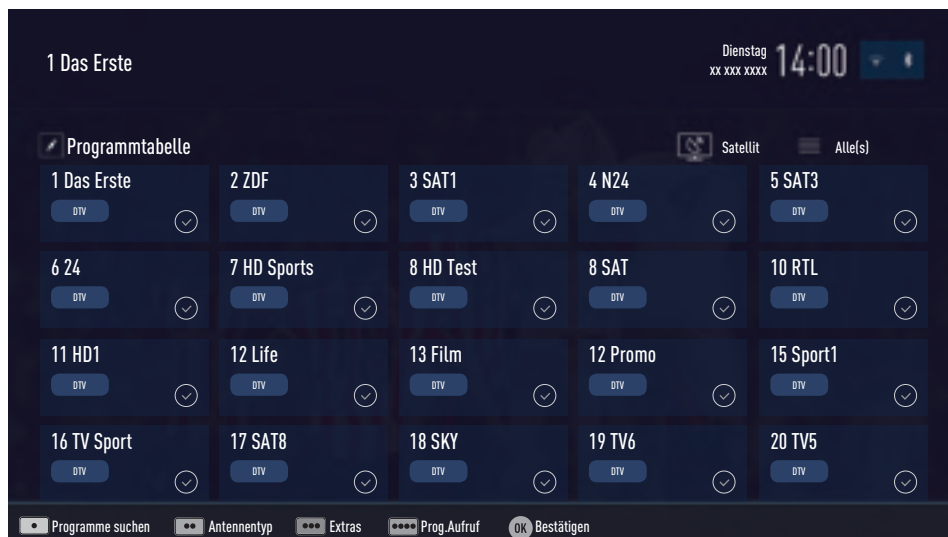 1 Das Erste
Dienstag
xx xxx xxxx
14:00
Programmtabelle
Satellit
Alle(s)
1 Das Erste
DTV
2 ZDF
DTV
3 SAT1
DTV
4 N24
DTV
5 SAT3
DTV
6 24
DTV
7 HD Sports
DTV
8 HD Test
DTV
8 SAT
DTV
10 RTL
DTV
11 HD1
DTV
12 Life
DTV
13 Film
DTV
12 Promo
DTV
15 Sport1
DTV
16 TV Sport
DTV
17 SAT8
DTV
18 SKY
DTV
19 TV6
DTV
20 TV5
DTV
Programme suchen
Antennentyp
Extras
Prog.Aufruf
OK Bestätigen